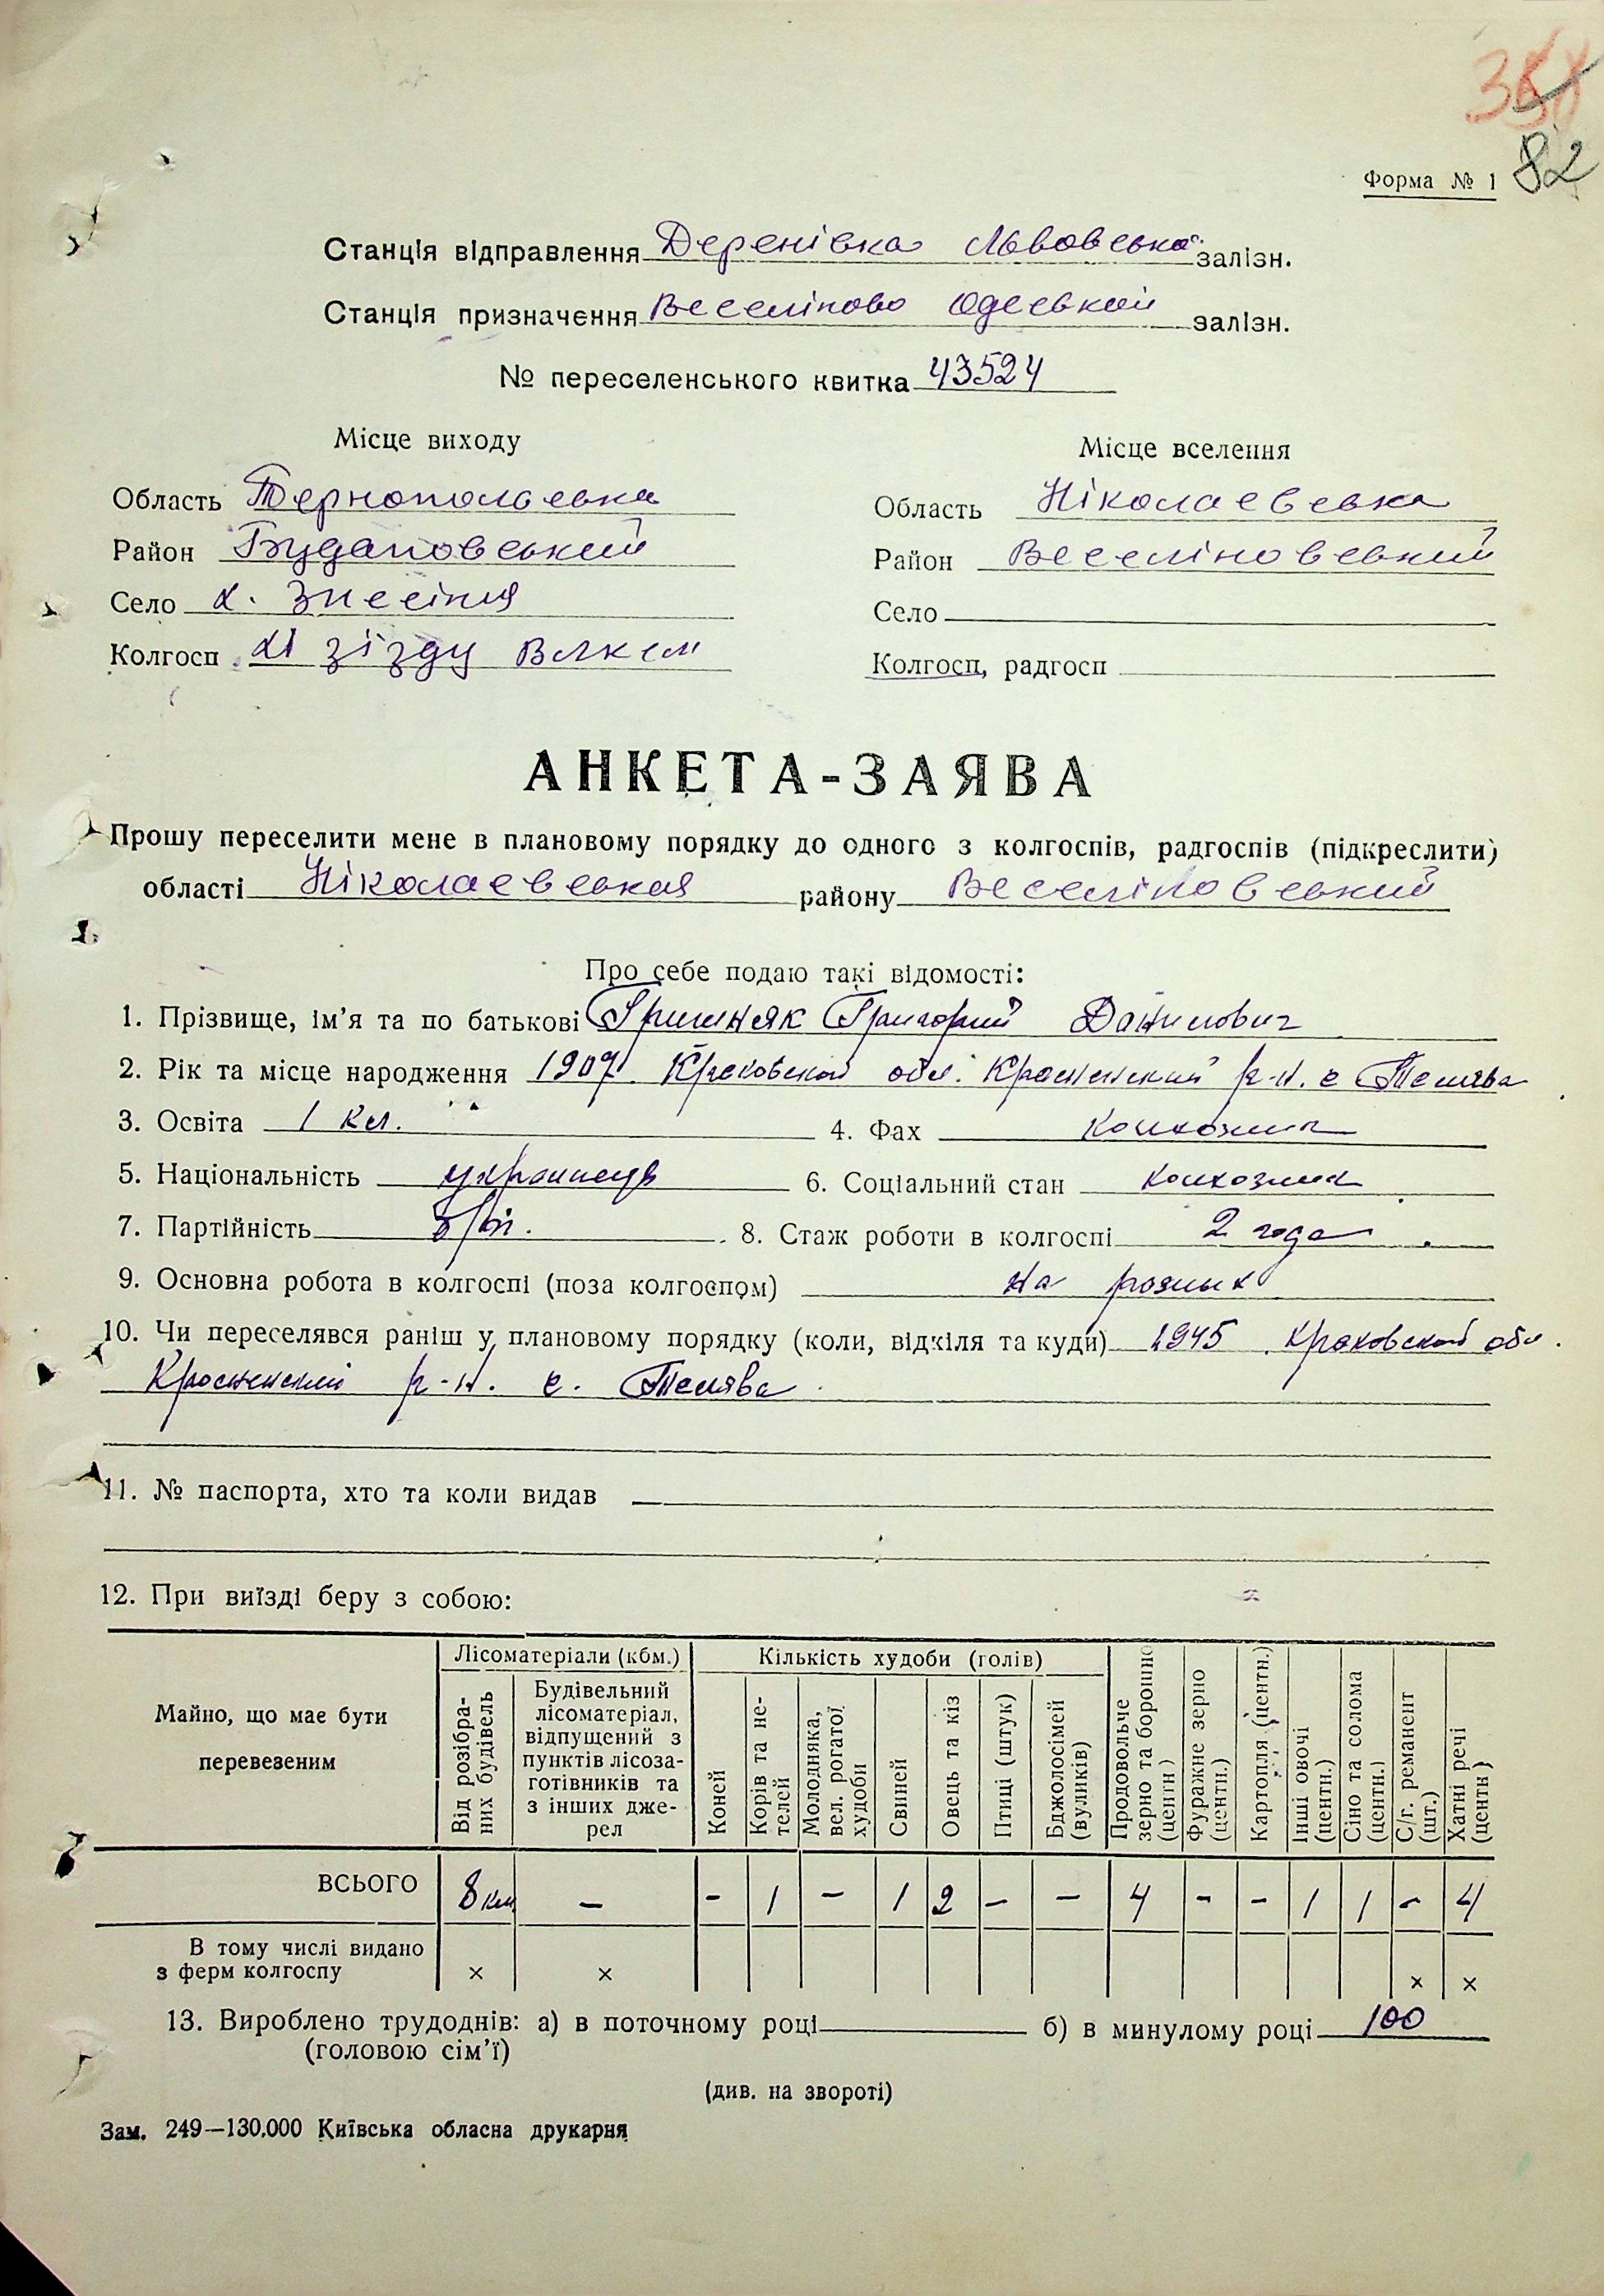 82
Форма № 1
Станція відправлення Деренівка Львовська залізн.
Станція призначення Веселіново Одеськой залізн.
№ переселенського квитка 43524
Місце виходу
Місце вселення
Область Тернопольська
Область Ніколаевська
Район Будановський
Район Веселіновський
Село х. Знесіння
Село
Колгосп XI зізду Влксм
Колгосп, радгосп
АНКЕТА-ЗАЯВА
Прошу переселити мене в плановому порядку до одного з колгоспів, радгоспів (підкреслити)
області Ніколаевськая району Веселіновський
Про себе подаю такі відомості:
1. Прізвище, ім'я та по батькові Григорий Данилович
2. Рік та місце народження 1907 Краковской обл. Кросненский р-н. с
3. Освіта 1 кл. 4. Фах колхозник
5. Національність украинець 6. Соціальний стан колхозник
7. Партійність б/п. 8. Стаж роботи в колгоспі 2 года
9. Основна робота в колгоспі (поза колгоспом) на розных
10. Чи переселявся раніш у плановому порядку (коли, відкіля та куди) 1945 Краковской обл.
Кросненский р-н. с.
11. № паспорта, хто та коли видав —
12. При виїзді беру з собою:
Майно, що має бути перевезеним
Лісоматеріали (кбм.)
Кількість худоби (голів)
Від розібраних будівель
Будівельний лісоматеріал, відпущений з пунктів лісозаготівників та з інших джерел
Коней
Корів та нетелей
Молодняка, вел. рогатої худоби
Свиней
Овець та кіз
Птиці (штук)
Бджолосімей (вуликів)
Продовольче зерно та борошно (центн)
Фуражне зерно (центн.)
Картопля (центн.)
Інші овочі (центн.)
Сіно та солома (центн.)
С/г. реманент (шт.)
Хатні речі (центн)
ВСЬОГО 8 км — - 1 — 1 2 — — 4 - - 1 1 - 4
В тому числі видано
з ферм колгоспу × × × ×
13. Вироблено трудоднів: а) в поточному році б) в минулому році 100
(головою сім'ї)
(див. на звороті)
Зам. 249—130.000 Київська обласна друкарня